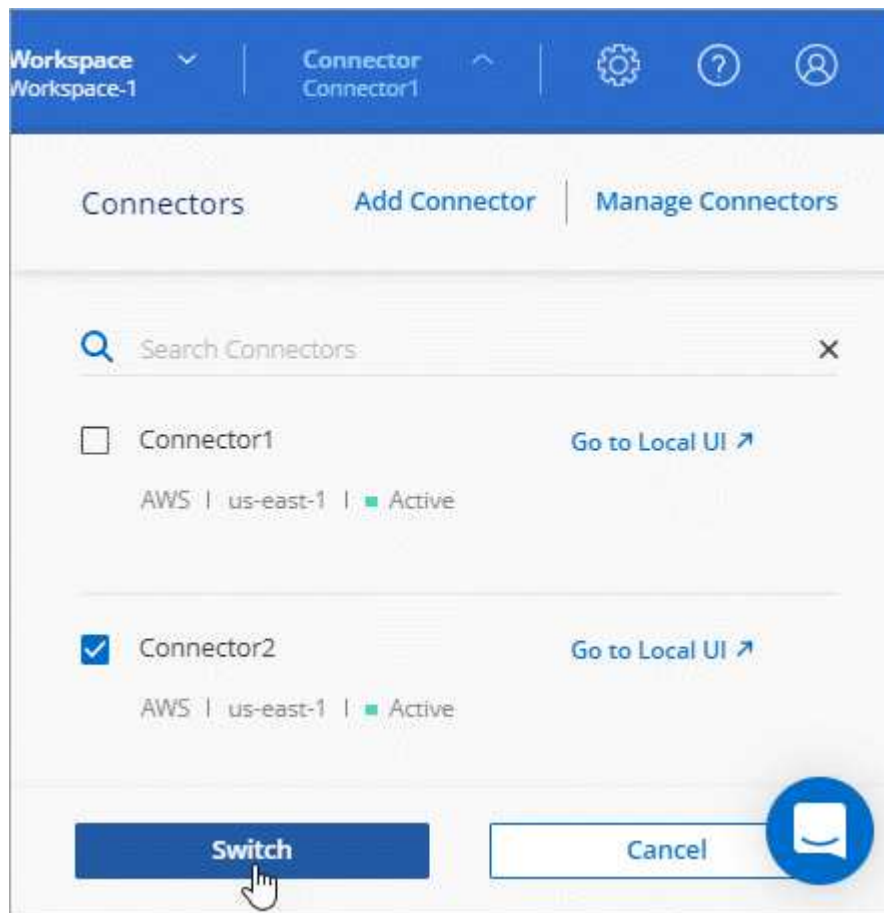 Workspace
Workspace-1
Connector
Connector1
Connectors
Add Connector
Manage Connectors
Search Connectors
Connector1
Go to Local UI
AWS | us-east-1 | Active
Connector2
Go to Local UI
AWS | us-east-1 | Active
Switch
Cancel